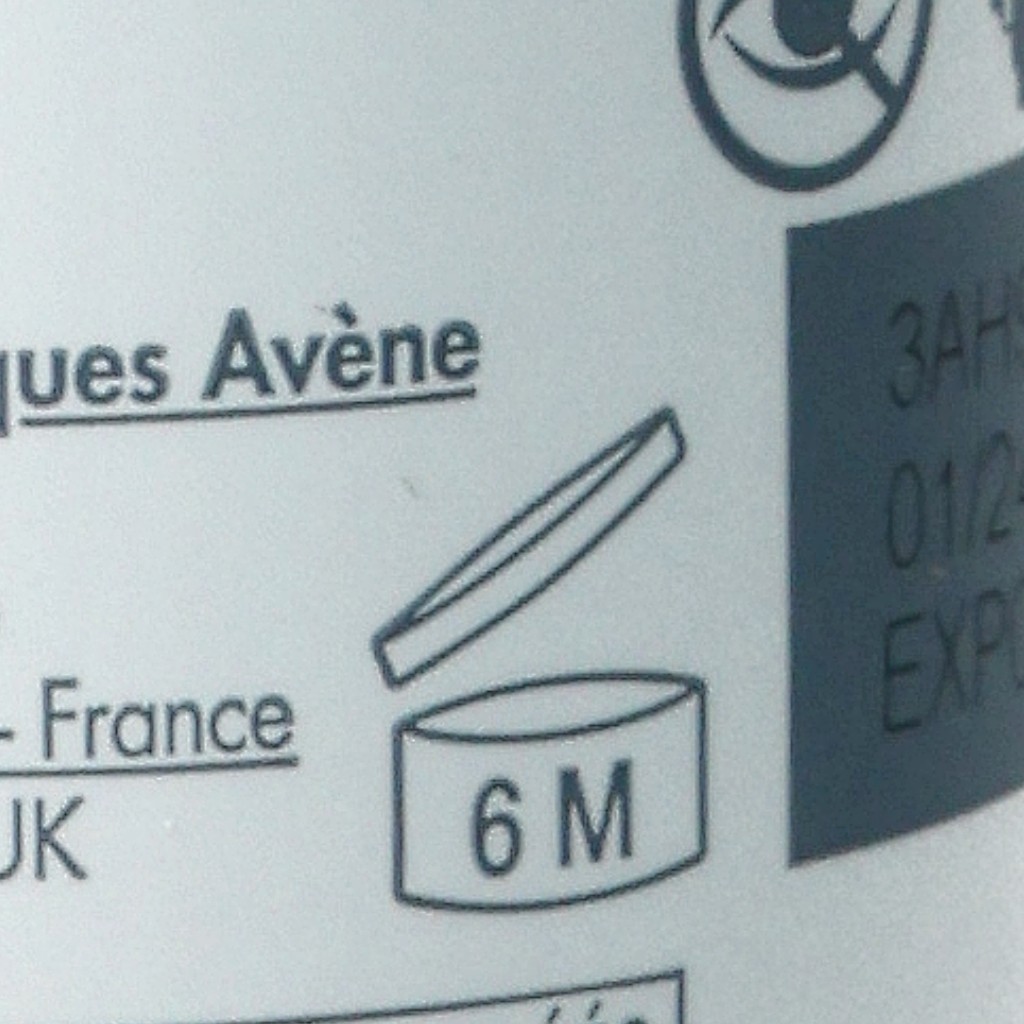 ques Avène
3AH
01/2
EXP
- France
UK
6 M